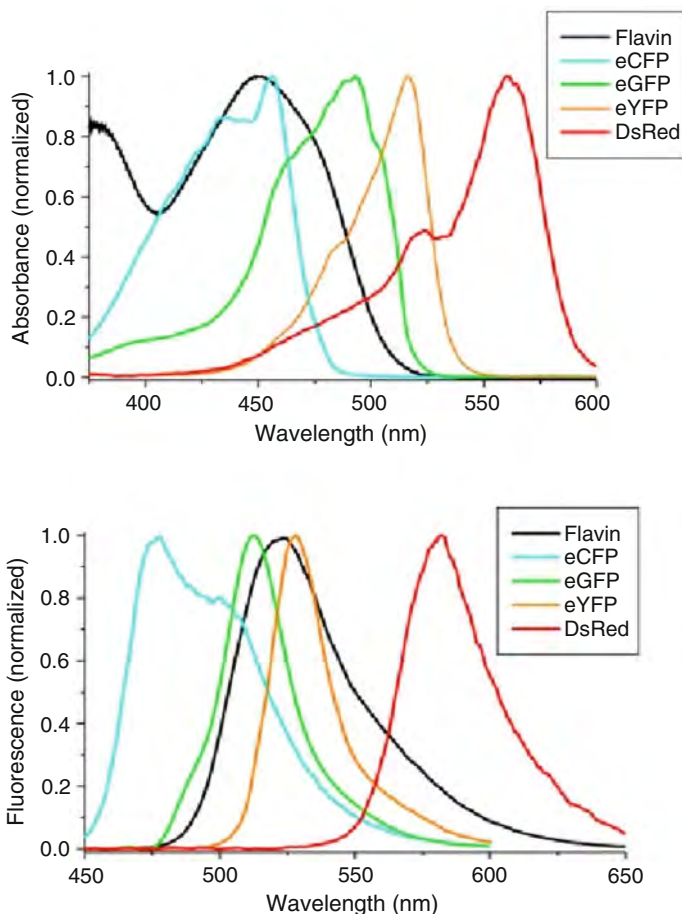 Flavin
eCFP
eGFP
eYFP
DsRed
1.0
0.8
0.6
0.4
0.2
0.0
Absorbance (normalized)
400 450 500 550 600
Wavelength (nm)
Flavin
eCFP
eGFP
eYFP
DsRed
1.0
0.8
0.6
0.4
0.2
0.0
Fluorescence (normalized)
450 500 550 600 650
Wavelength (nm)